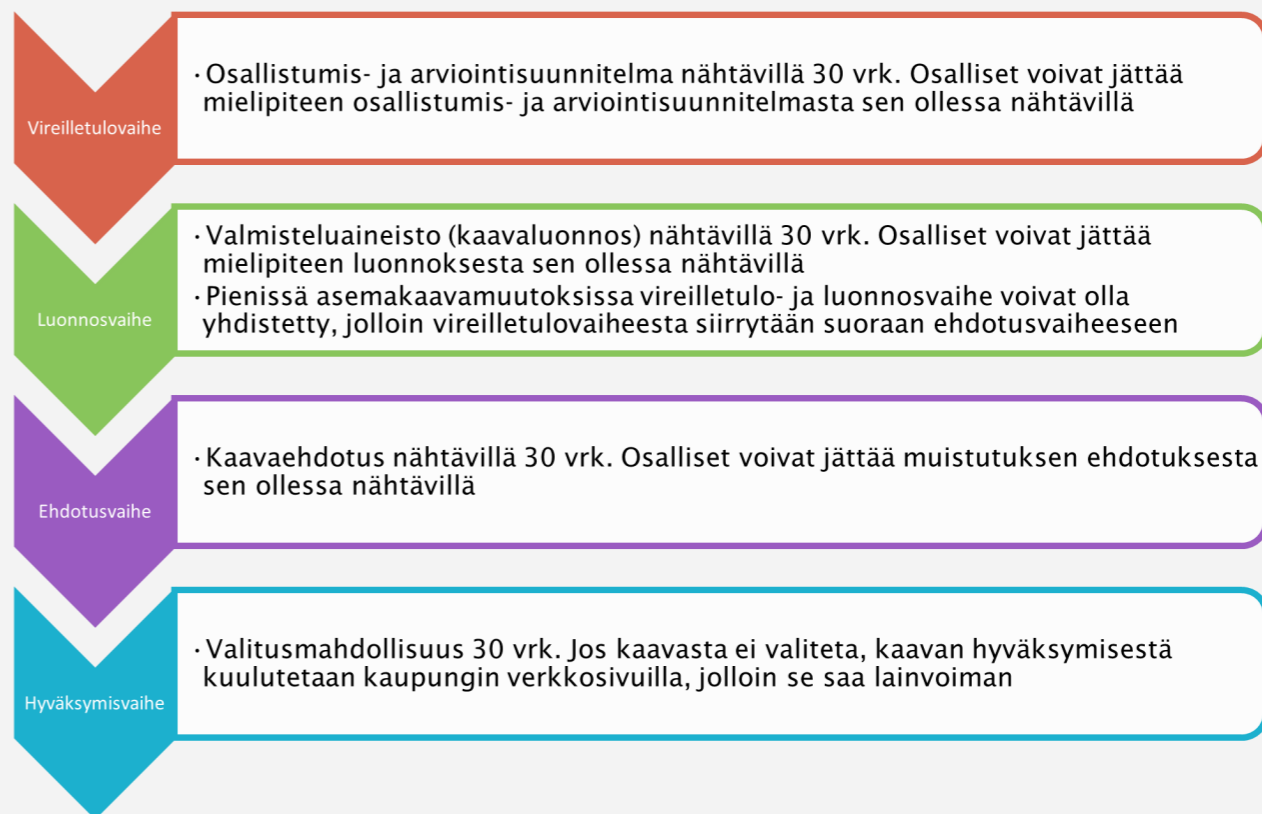 Vireilletulovaihe
·Osallistumis- ja arviointisuunnitelma nähtävillä 30 vrk. Osalliset voivat jättää
mielipiteen osallistumis- ja arviointisuunnitelmasta sen ollessa nähtävillä
Luonnosvaihe
·Valmisteluaineisto (kaavaluonnos) nähtävillä 30 vrk. Osalliset voivat jättää
mielipiteen luonnoksesta sen ollessa nähtävillä
·Pienissä asemakaavamuutoksissa vireilletulo- ja luonnosvaihe voivat olla
yhdistetty, jolloin vireilletulovaiheesta siirrytään suoraan ehdotusvaiheeseen
Ehdotusvaihe
·Kaavaehdotus nähtävillä 30 vrk. Osalliset voivat jättää muistutuksen ehdotuksesta
sen ollessa nähtävillä
Hyväksymisvaihe
·Valitusmahdollisuus 30 vrk. Jos kaavasta ei valiteta, kaavan hyväksymisestä
kuulutetaan kaupungin verkkosivuilla, jolloin se saa lainvoiman